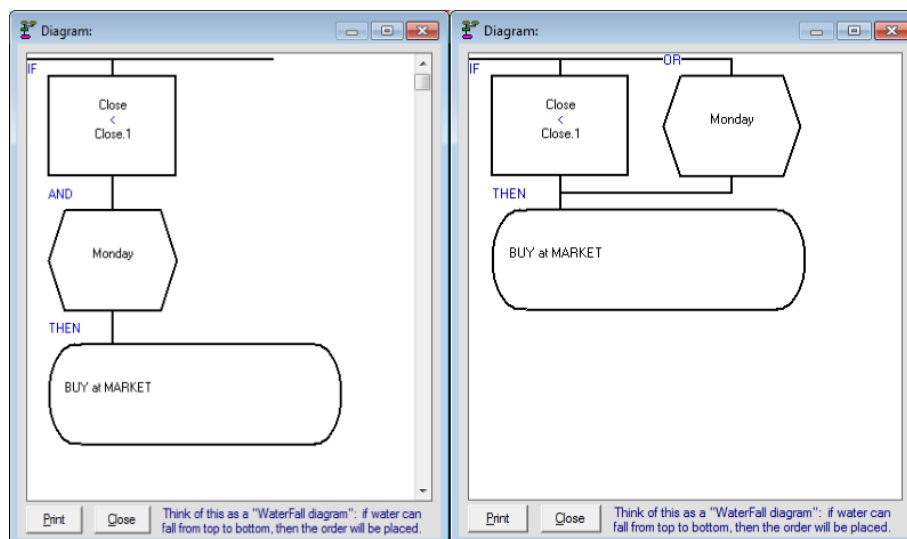 Diagram:
IF
Close
<
Close.1
AND
Monday
THEN
BUY at MARKET
Print
Close
Think of this as a "WaterFall diagram": if water can
fall from top to bottom, then the order will be placed.
Diagram:
IF
OR
Close
<
Close.1
Monday
THEN
BUY at MARKET
Print
Close
Think of this as a "WaterFall diagram": if water can
fall from top to bottom, then the order will be placed.